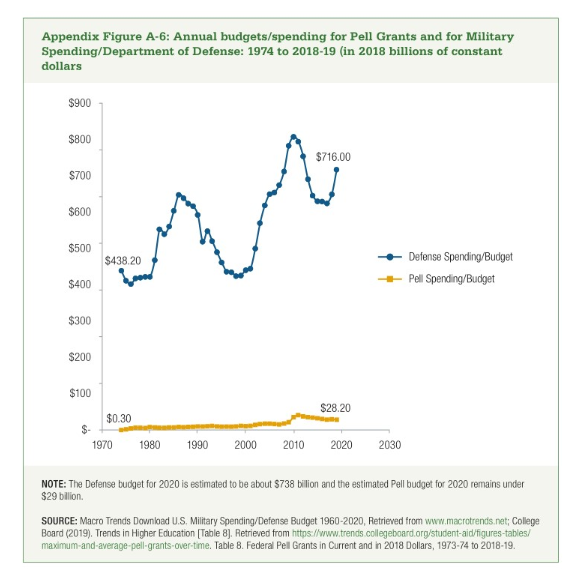 Appendix Figure A-6: Annual budgets/spending for Pell Grants and for Military
Spending/Department of Defense: 1974 to 2018-19 (in 2018 billions of constant
dollars
$900
$800
$700
$600
$500
$400
$300
$200
$100
$-
$438.20
$716.00
$0.30
$28.20
Defense Spending/Budget
Pell Spending/Budget
1970 1980 1990 2000 2010 2020 2030
NOTE: The Defense budget for 2020 is estimated to be about $738 billion and the estimated Pell budget for 2020 remains under
$29 billion.
SOURCE: Macro Trends Download U.S. Military Spending/Defense Budget 1960-2020, Retrieved from www.macrotrends.net; College
Board (2019). Trends in Higher Education [Table 8]. Retrieved from https://www.trends.collegeboard.org/student-aid/figures-tables/
maximum-and-average-pell-grants-over-time. Table 8. Federal Pell Grants in Current and in 2018 Dollars, 1973-74 to 2018-19.